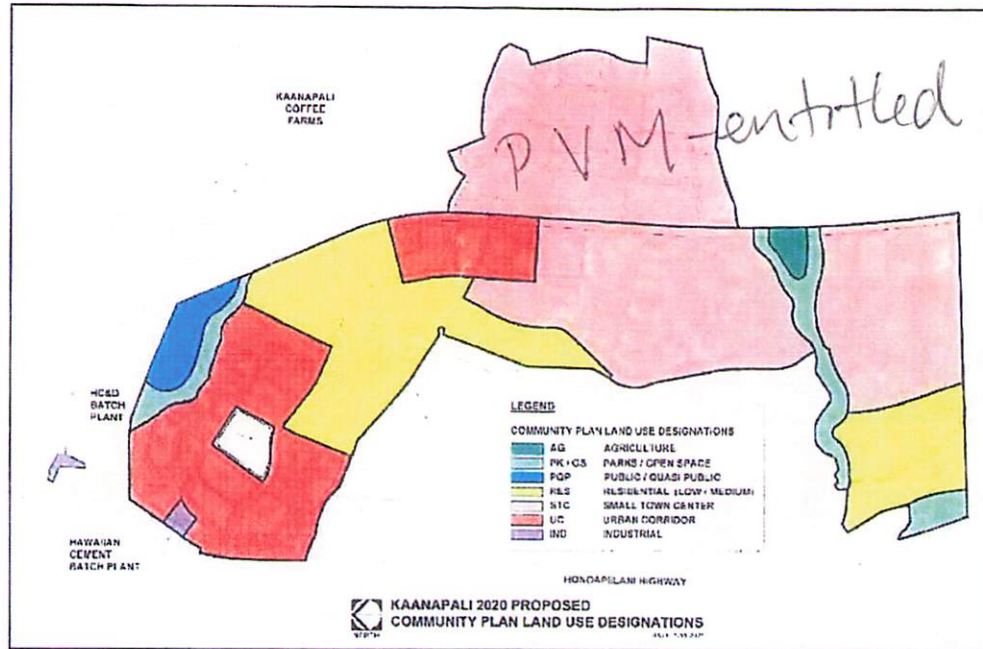 KAANAPALI
COFFEE
FARMS
PVM-entitled
HC&D
BATCH
PLANT
HAWAIIAN
CEMENT
BATCH PLANT
LEGEND
COMMUNITY PLAN LAND USE DESIGNATIONS
AG AGRICULTURE
PK+OS PARKS / OPEN SPACE
PQP PUBLIC / QUASI PUBLIC
RES RESIDENTIAL (LOW - MEDIUM)
STC SMALL TOWN CENTER
UC URBAN CORRIDOR
IND INDUSTRIAL
HONOAPIILANI HIGHWAY
NORTH
KAANAPALI 2020 PROPOSED
COMMUNITY PLAN LAND USE DESIGNATIONS